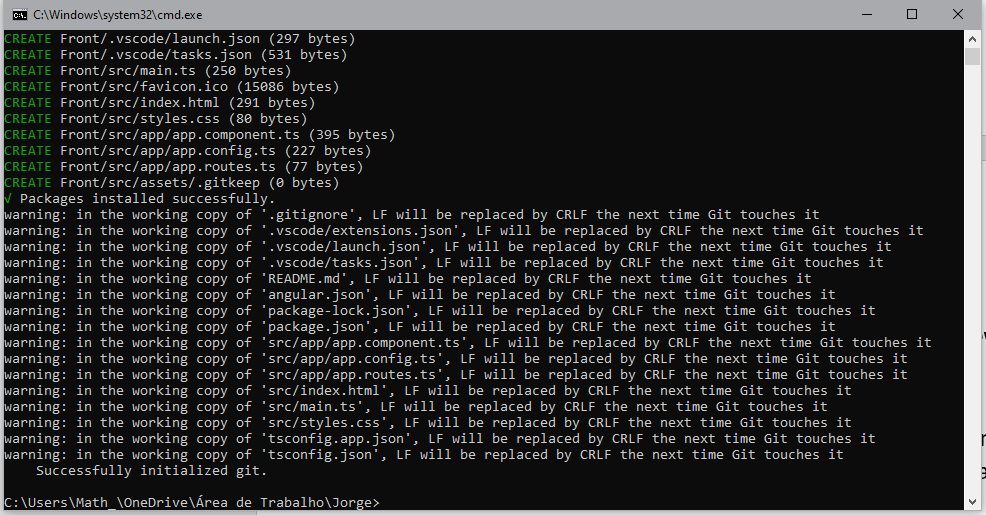 C:\Windows\system32\cmd.exe
CREATE Front/.vscode/launch.json (297 bytes)
CREATE Front/.vscode/tasks.json (531 bytes)
CREATE Front/src/main.ts (250 bytes)
CREATE Front/src/favicon.ico (15086 bytes)
CREATE Front/src/index.html (291 bytes)
CREATE Front/src/styles.css (80 bytes)
CREATE Front/src/app/app.component.ts (395 bytes)
CREATE Front/src/app/app.config.ts (227 bytes)
CREATE Front/src/app/app.routes.ts (77 bytes)
CREATE Front/src/assets/.gitkeep (0 bytes)
√ Packages installed successfully.
warning: in the working copy of '.gitignore', LF will be replaced by CRLF the next time Git touches it
warning: in the working copy of '.vscode/extensions.json', LF will be replaced by CRLF the next time Git touches it
warning: in the working copy of '.vscode/launch.json', LF will be replaced by CRLF the next time Git touches it
warning: in the working copy of '.vscode/tasks.json', LF will be replaced by CRLF the next time Git touches it
warning: in the working copy of 'README.md', LF will be replaced by CRLF the next time Git touches it
warning: in the working copy of 'angular.json', LF will be replaced by CRLF the next time Git touches it
warning: in the working copy of 'package-lock.json', LF will be replaced by CRLF the next time Git touches it
warning: in the working copy of 'package.json', LF will be replaced by CRLF the next time Git touches it
warning: in the working copy of 'src/app/app.component.ts', LF will be replaced by CRLF the next time Git touches it
warning: in the working copy of 'src/app/app.config.ts', LF will be replaced by CRLF the next time Git touches it
warning: in the working copy of 'src/app/app.routes.ts', LF will be replaced by CRLF the next time Git touches it
warning: in the working copy of 'src/index.html', LF will be replaced by CRLF the next time Git touches it
warning: in the working copy of 'src/main.ts', LF will be replaced by CRLF the next time Git touches it
warning: in the working copy of 'src/styles.css', LF will be replaced by CRLF the next time Git touches it
warning: in the working copy of 'tsconfig.app.json', LF will be replaced by CRLF the next time Git touches it
warning: in the working copy of 'tsconfig.json', LF will be replaced by CRLF the next time Git touches it
    Successfully initialized git.
C:\Users\Math_\OneDrive\Área de Trabalho\Jorge>